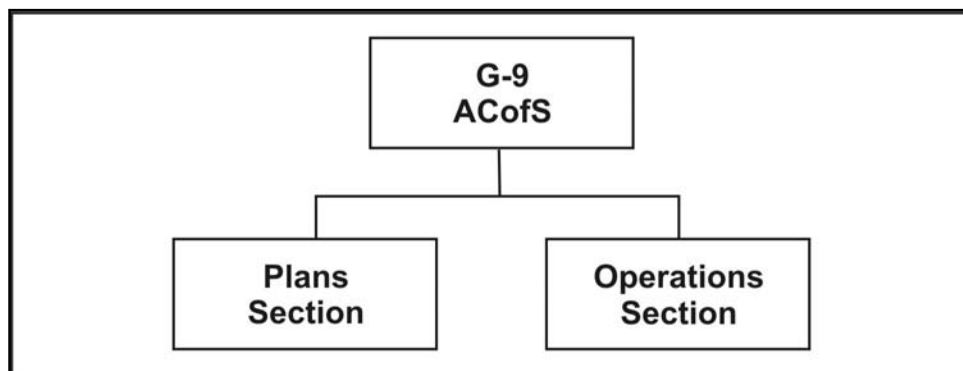 G-9
ACofS
Plans
Section
Operations
Section